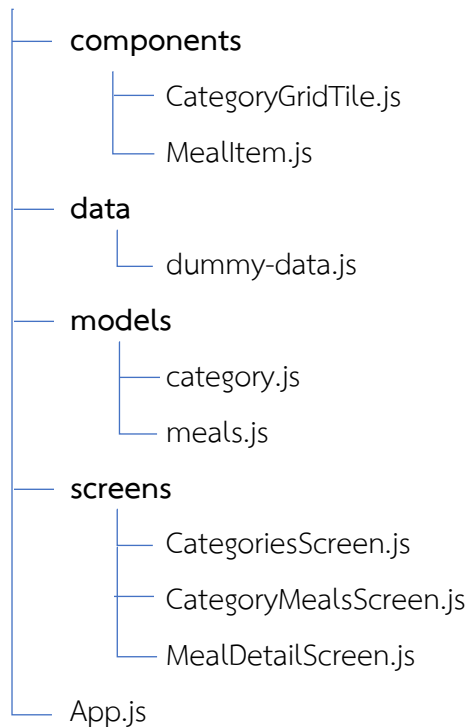 components
CategoryGridTile.js
MealItem.js
data
dummy-data.js
models
category.js
meals.js
screens
CategoriesScreen.js
CategoryMealsScreen.js
MealDetailScreen.js
App.js